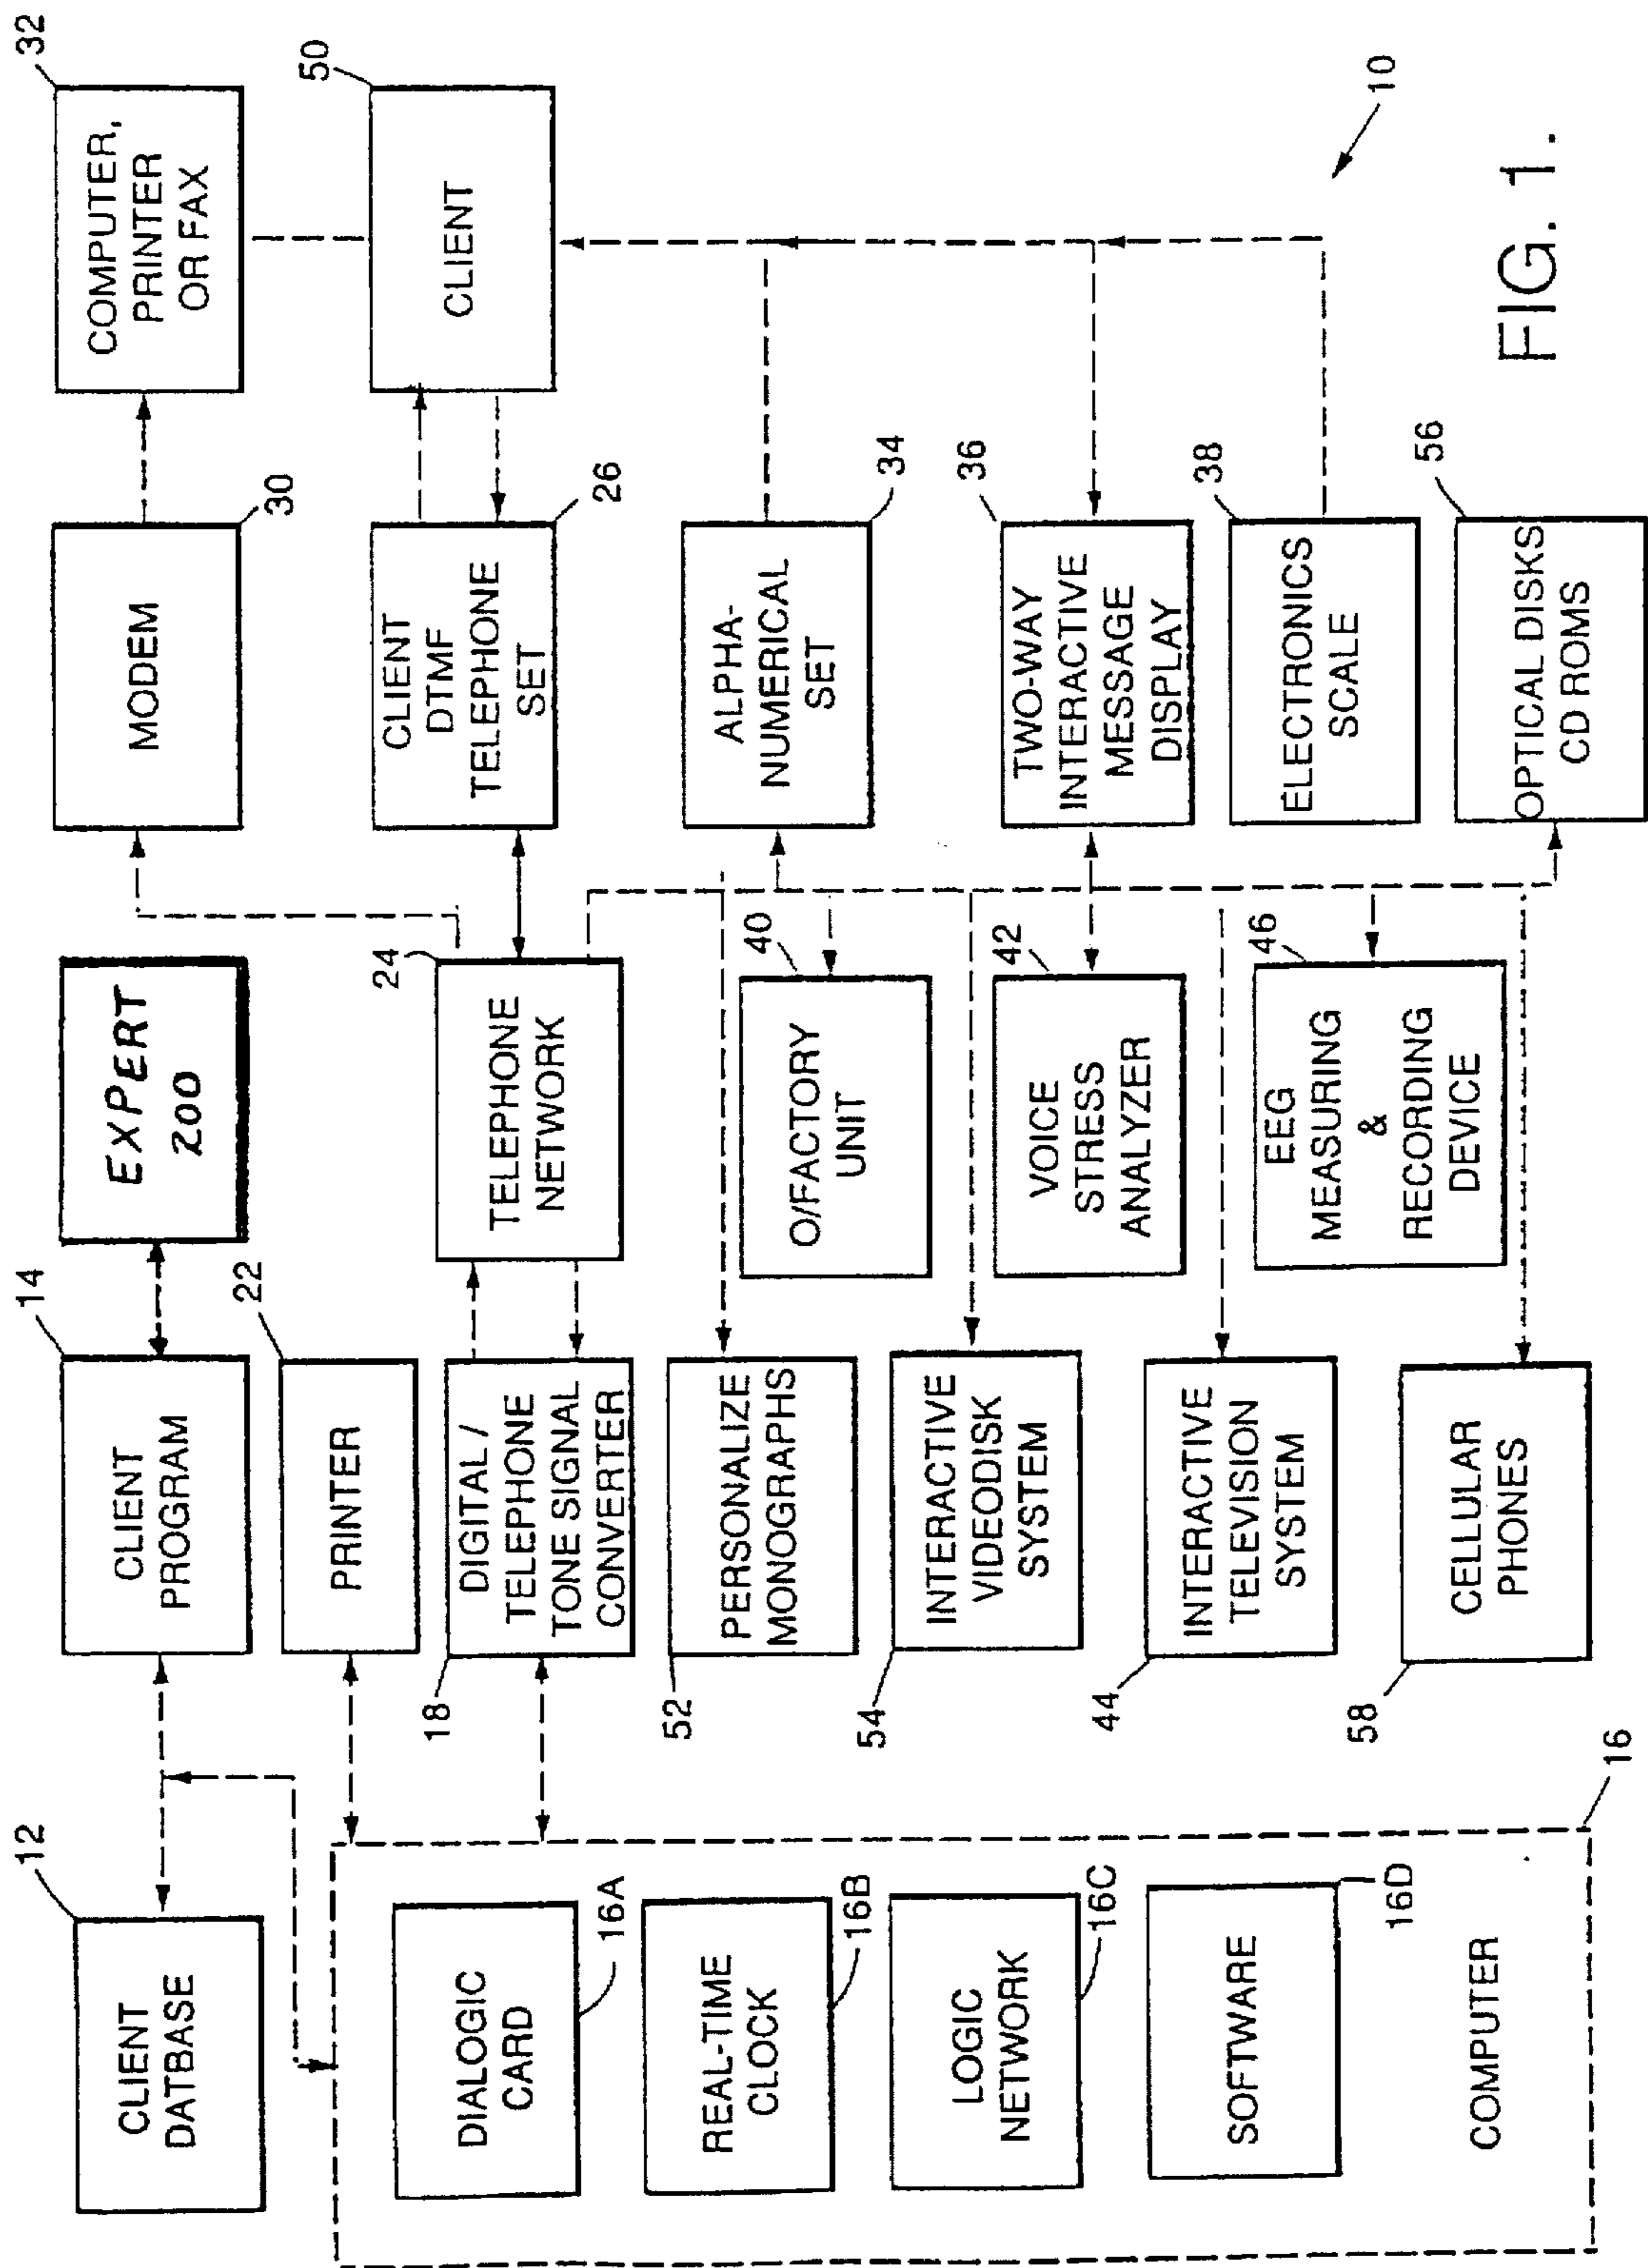 32
COMPUTER,
PRINTER
OR FAX
50
CLIENT
10
FIG. 1.
30
MODEM
26
CLIENT
DTMF
TELEPHONE
SET
34
ALPHA-
NUMERICAL
SET
36
TWO-WAY
INTERACTIVE
MESSAGE
DISPLAY
38
ELECTRONICS
SCALE
56
OPTICAL DISKS
CD ROMS
EXPERT
200
24
TELEPHONE
NETWORK
40
O/FACTORY
UNIT
42
VOICE
STRESS
ANALYZER
46
EEG
MEASURING
&
RECORDING
DEVICE
14
CLIENT
PROGRAM
22
PRINTER
18
DIGITAL /
TELEPHONE
TONE SIGNAL
CONVERTER
52
PERSONALIZE
MONOGRAPHS
54
INTERACTIVE
VIDEODISK
SYSTEM
44
INTERACTIVE
TELEVISION
SYSTEM
58
CELLULAR
PHONES
12
CLIENT
DATBASE
16
DIALOGIC
CARD
16A
REAL-TIME
CLOCK
16B
LOGIC
NETWORK
16C
SOFTWARE
16D
COMPUTER